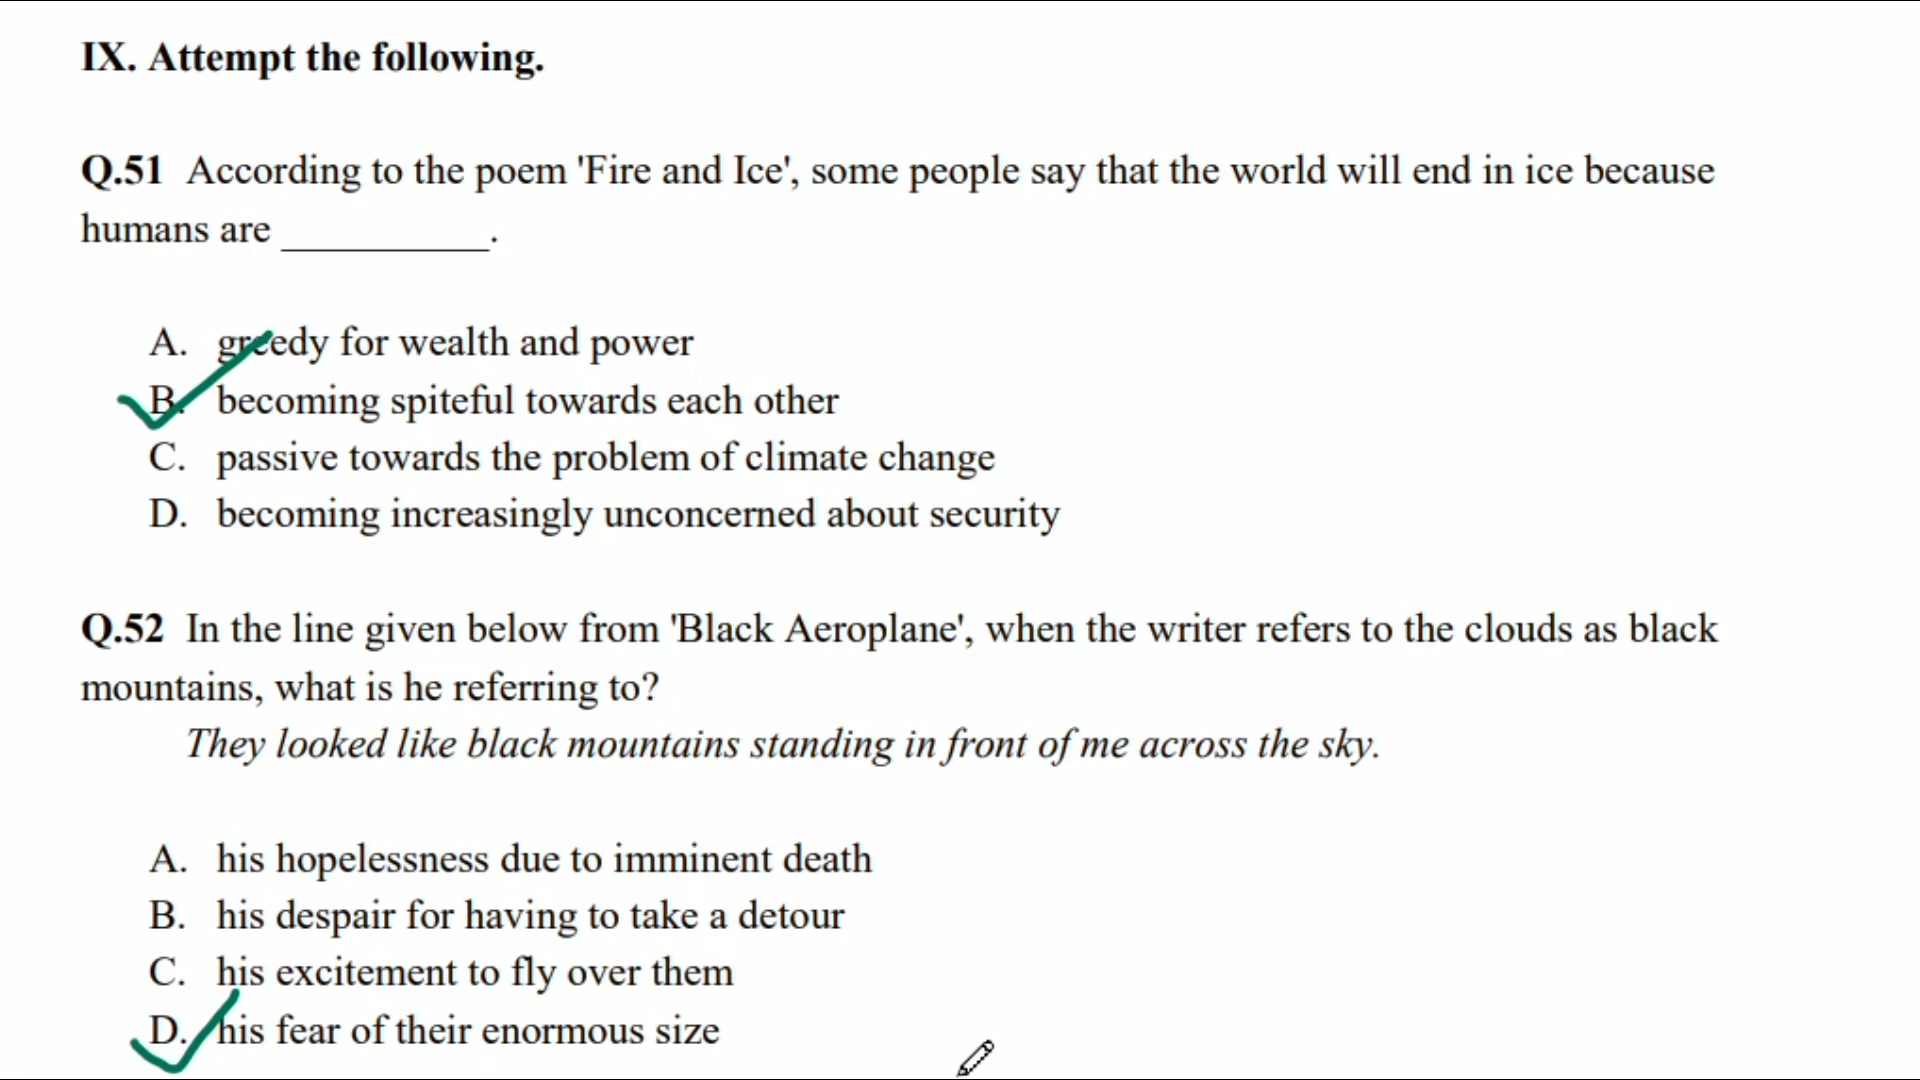 IX. Attempt the following.
Q.51 According to the poem 'Fire and Ice', some people say that the world will end in ice because
humans are __________.
A. greedy for wealth and power
B. becoming spiteful towards each other
C. passive towards the problem of climate change
D. becoming increasingly unconcerned about security
Q.52 In the line given below from 'Black Aeroplane', when the writer refers to the clouds as black
mountains, what is he referring to?
They looked like black mountains standing in front of me across the sky.
A. his hopelessness due to imminent death
B. his despair for having to take a detour
C. his excitement to fly over them
D. his fear of their enormous size